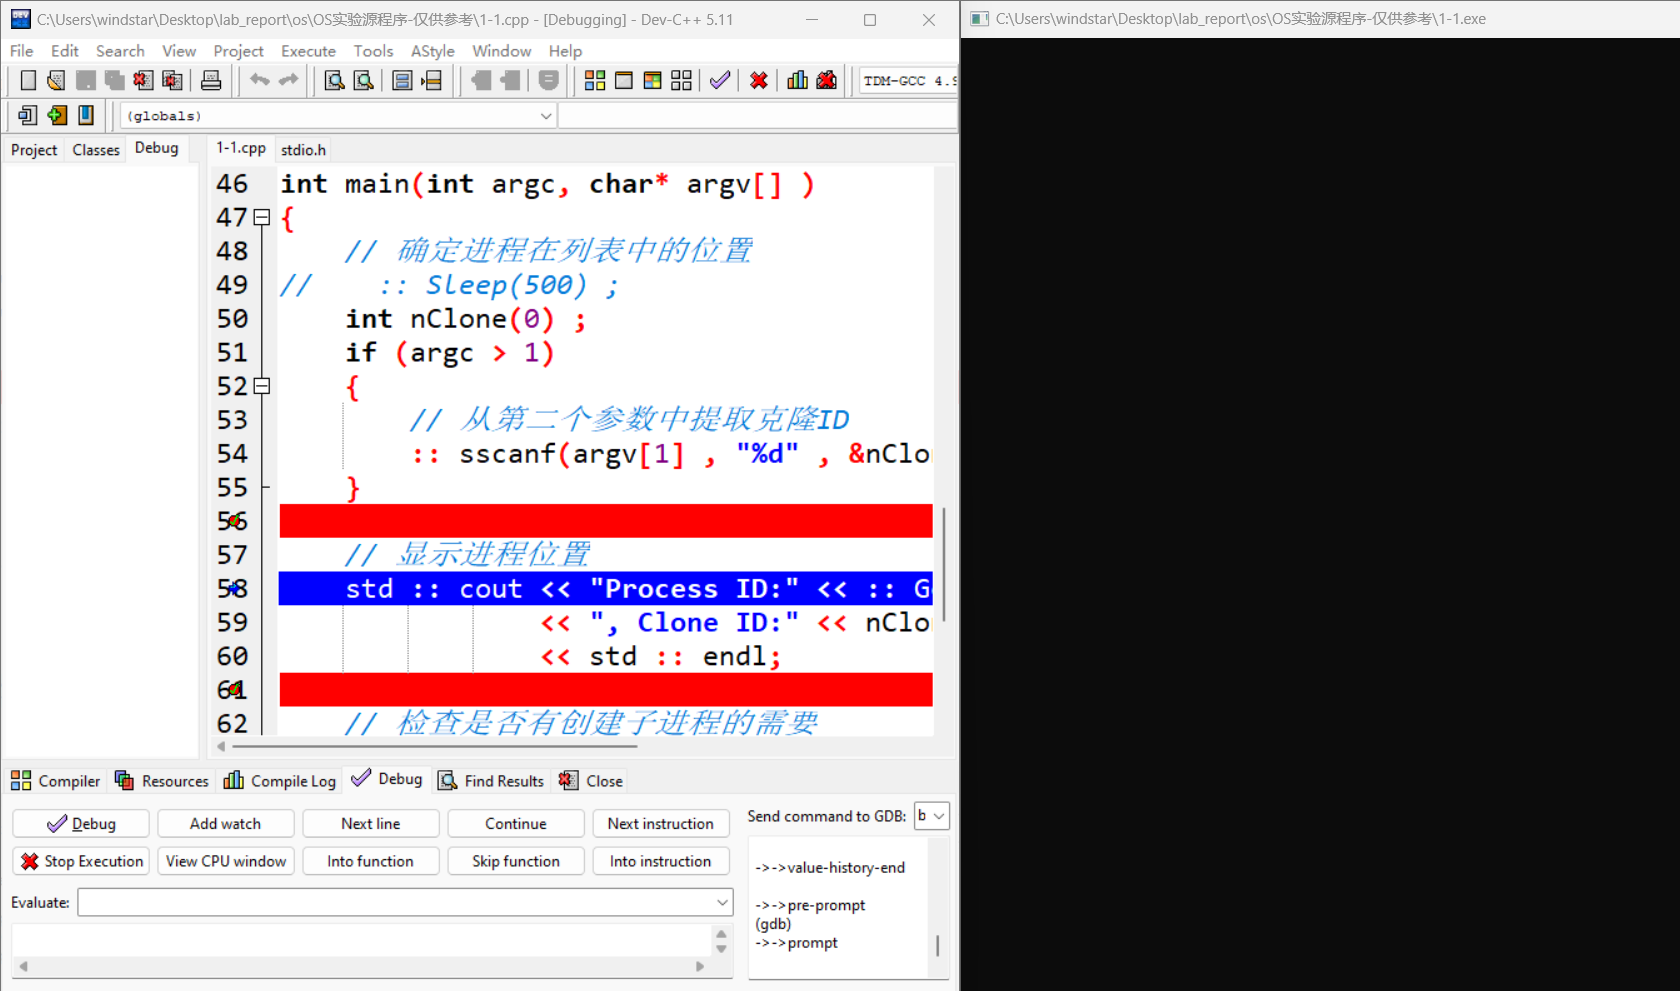 C:\Users\windstar\Desktop\lab_report\os\OS实验源程序-仅供参考\1-1.cpp - [Debugging] - Dev-C++ 5.11
C:\Users\windstar\Desktop\lab_report\os\OS实验源程序-仅供参考\1-1.exe
File Edit Search View Project Execute Tools AStyle Window Help
TDM-GCC 4.9
(globals)
Project Classes Debug
1-1.cpp stdio.h
46 int main(int argc, char* argv[] )
47 {
48 // 确定进程在列表中的位置
49 // :: Sleep(500) ;
50 int nClone(0) ;
51 if (argc > 1)
52 {
53 // 从第二个参数中提取克隆ID
54 :: sscanf(argv[1] , "%d" , &nClo
55 }
56
57 // 显示进程位置
58 std :: cout << "Process ID:" << :: G
59 << ", Clone ID:" << nClo
60 << std :: endl;
61
62 // 检查是否有创建子进程的需要
Compiler Resources Compile Log Debug Find Results Close
Debug Add watch Next line Continue Next instruction
Stop Execution View CPU window Into function Skip function Into instruction
Evaluate:
Send command to GDB: b
->->value-history-end
->->pre-prompt
(gdb)
->->prompt